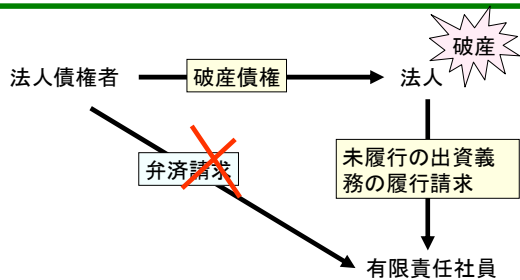 破産
法人債権者
破産債権
法人
弁済請求
未履行の出資義
務の履行請求
有限責任社員